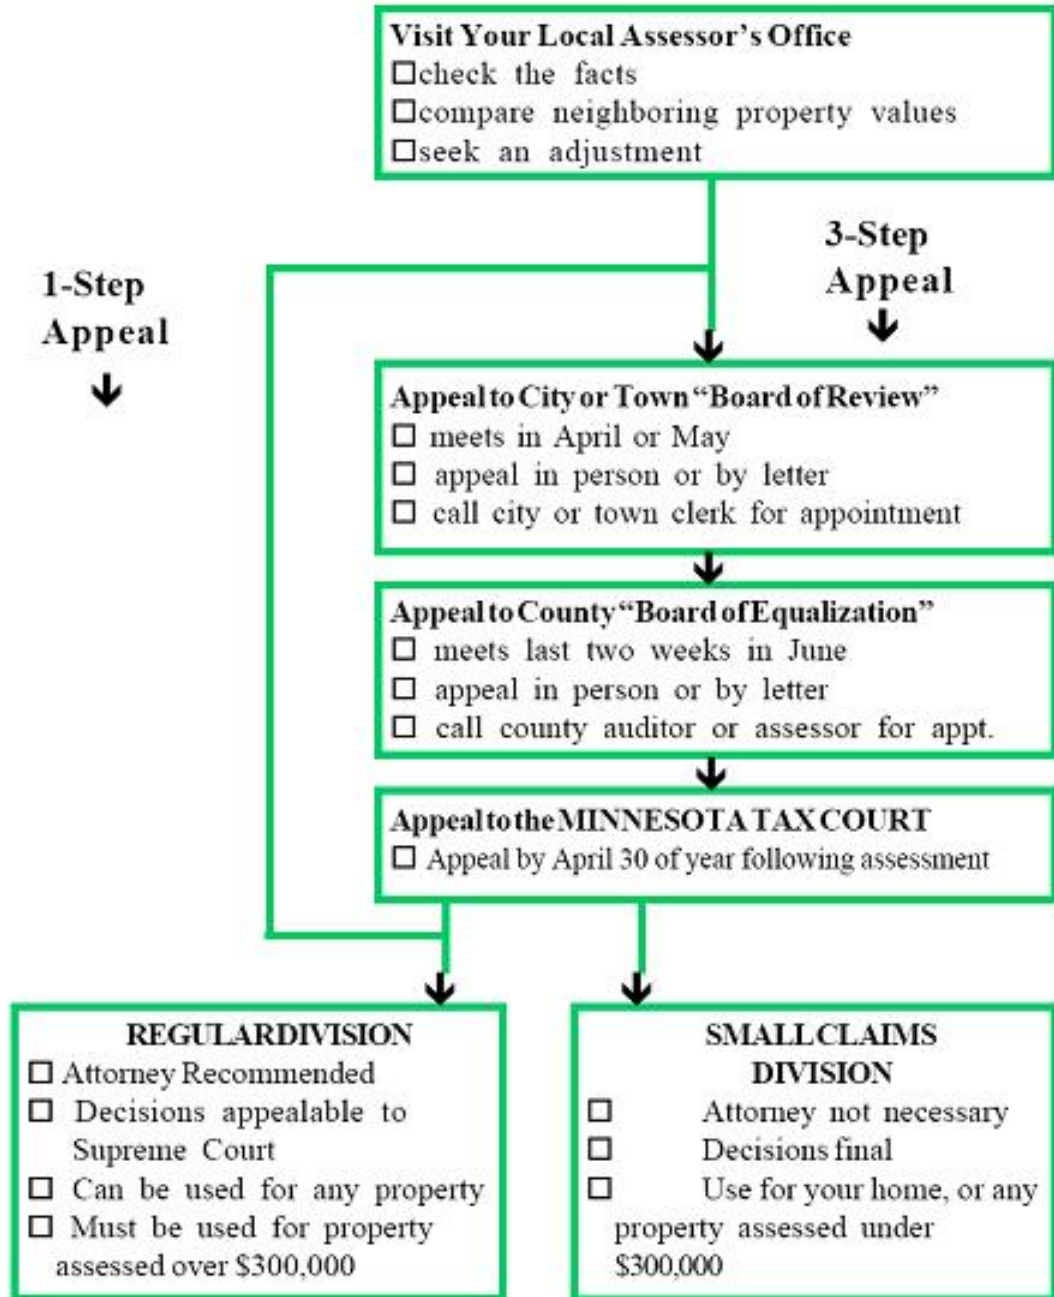 Visit Your Local Assessor's Office
☐check the facts
☐compare neighboring property values
☐seek an adjustment
1-Step
Appeal
3-Step
Appeal
Appeal to City or Town "Board of Review"
☐ meets in April or May
☐ appeal in person or by letter
☐ call city or town clerk for appointment
Appeal to County "Board of Equalization"
☐ meets last two weeks in June
☐ appeal in person or by letter
☐ call county auditor or assessor for appt.
Appeal to the MINNESOTA TAX COURT
☐ Appeal by April 30 of year following assessment
REGULAR DIVISION
☐ Attorney Recommended
☐ Decisions appealable to
Supreme Court
☐ Can be used for any property
☐ Must be used for property
assessed over $300,000
SMALL CLAIMS
DIVISION
☐ Attorney not necessary
☐ Decisions final
☐ Use for your home, or any
property assessed under
$300,000